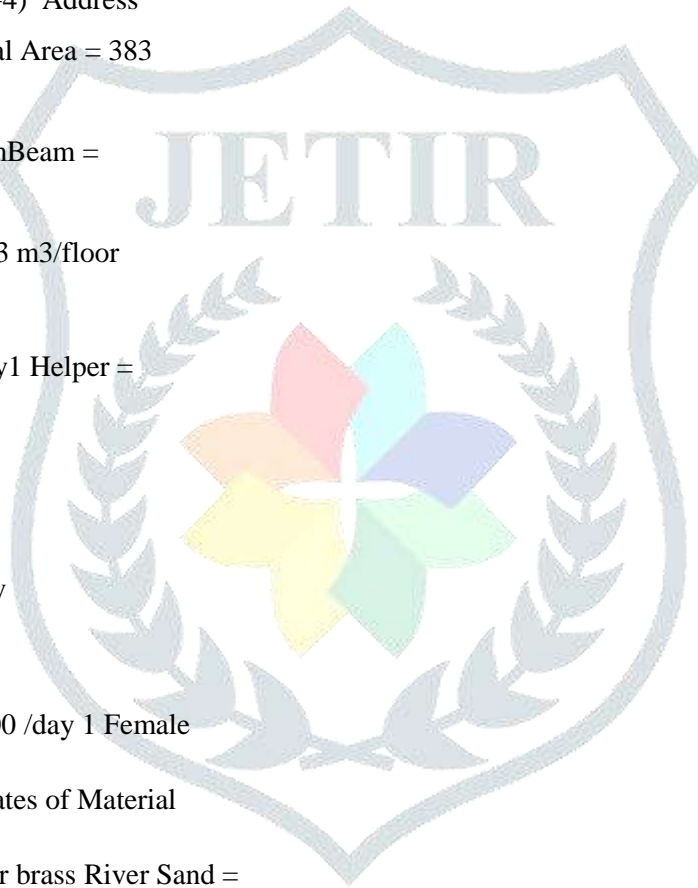 4) Address
al Area = 383
nBeam =
JETIR
3 m3/floor
y1 Helper =
00 /day 1 Female
ates of Material
r brass River Sand =